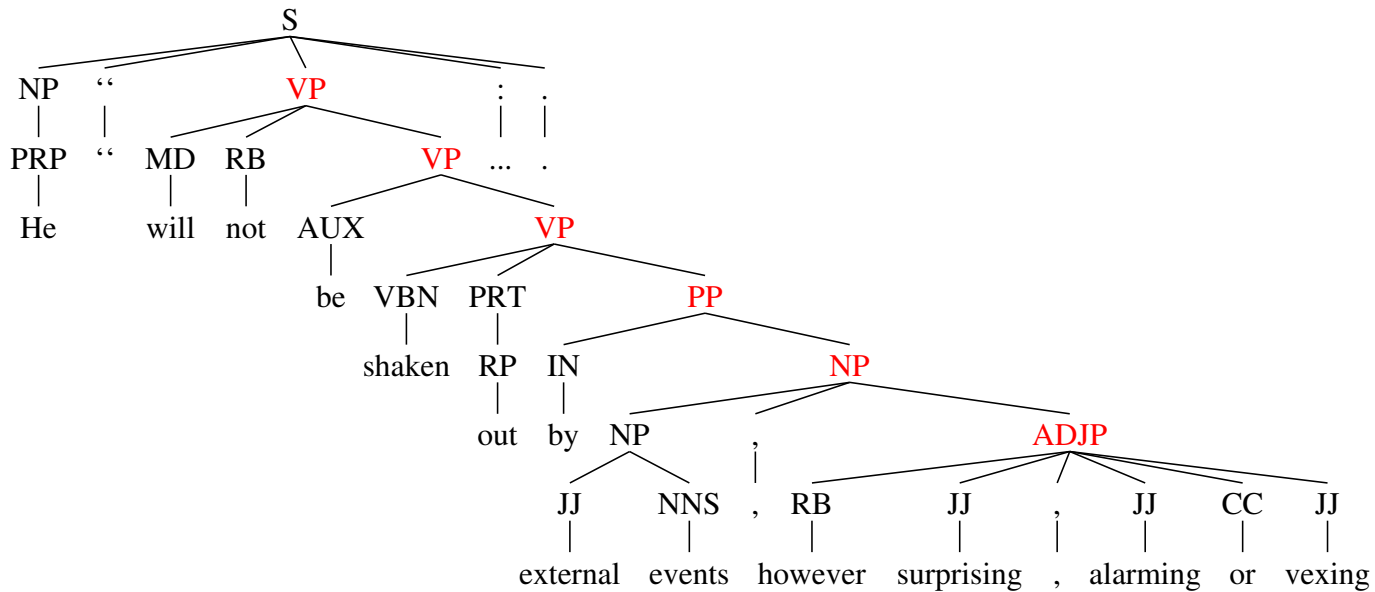 S
NP “ VP : .
PRP “ MD RB VP ... .
He will not AUX VP
be VBN PRT PP
shaken RP IN NP
out by NP , ADJP
JJ NNS , RB JJ , JJ CC JJ
external events however surprising , alarming or vexing